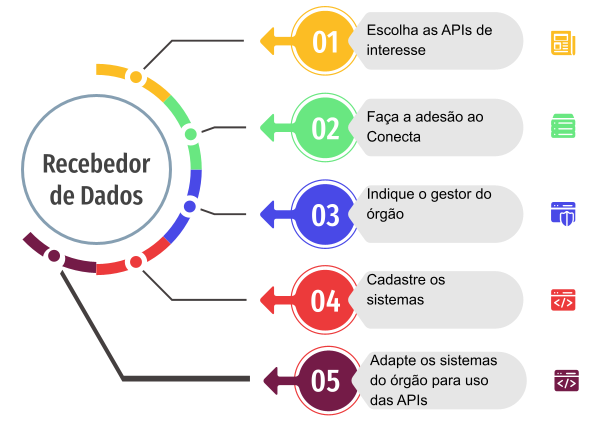 Recebedor
de Dados
01
Escolha as APIs de
interesse
02
Faça a adesão ao
Conecta
03
Indique o gestor do
órgão
04
Cadastre os
sistemas
05
Adapte os sistemas
do órgão para uso
das APIs